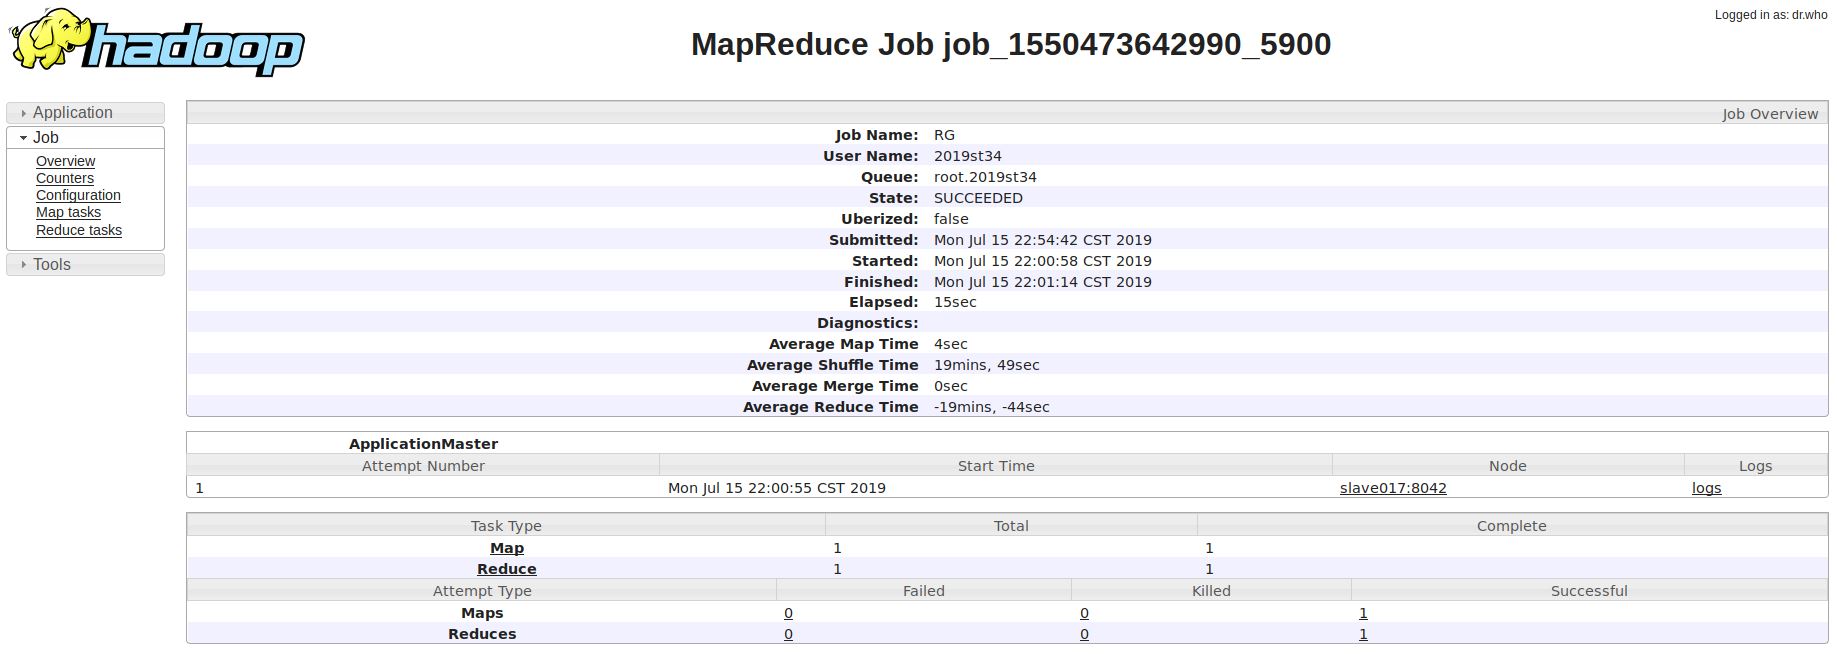 Logged in as: dr.who
hadoop
MapReduce Job job_1550473642990_5900
Application
Job
Overview
Counters
Configuration
Map tasks
Reduce tasks
Tools
Job Overview
Job Name: RG
User Name: 2019st34
Queue: root.2019st34
State: SUCCEEDED
Uberized: false
Submitted: Mon Jul 15 22:54:42 CST 2019
Started: Mon Jul 15 22:00:58 CST 2019
Finished: Mon Jul 15 22:01:14 CST 2019
Elapsed: 15sec
Diagnostics:
Average Map Time 4sec
Average Shuffle Time 19mins, 49sec
Average Merge Time 0sec
Average Reduce Time -19mins, -44sec
ApplicationMaster
Attempt Number Start Time Node Logs
1 Mon Jul 15 22:00:55 CST 2019 slave017:8042 logs
Task Type Total Complete
Map 1 1
Reduce 1 1
Attempt Type Failed Killed Successful
Maps 0 0 1
Reduces 0 0 1